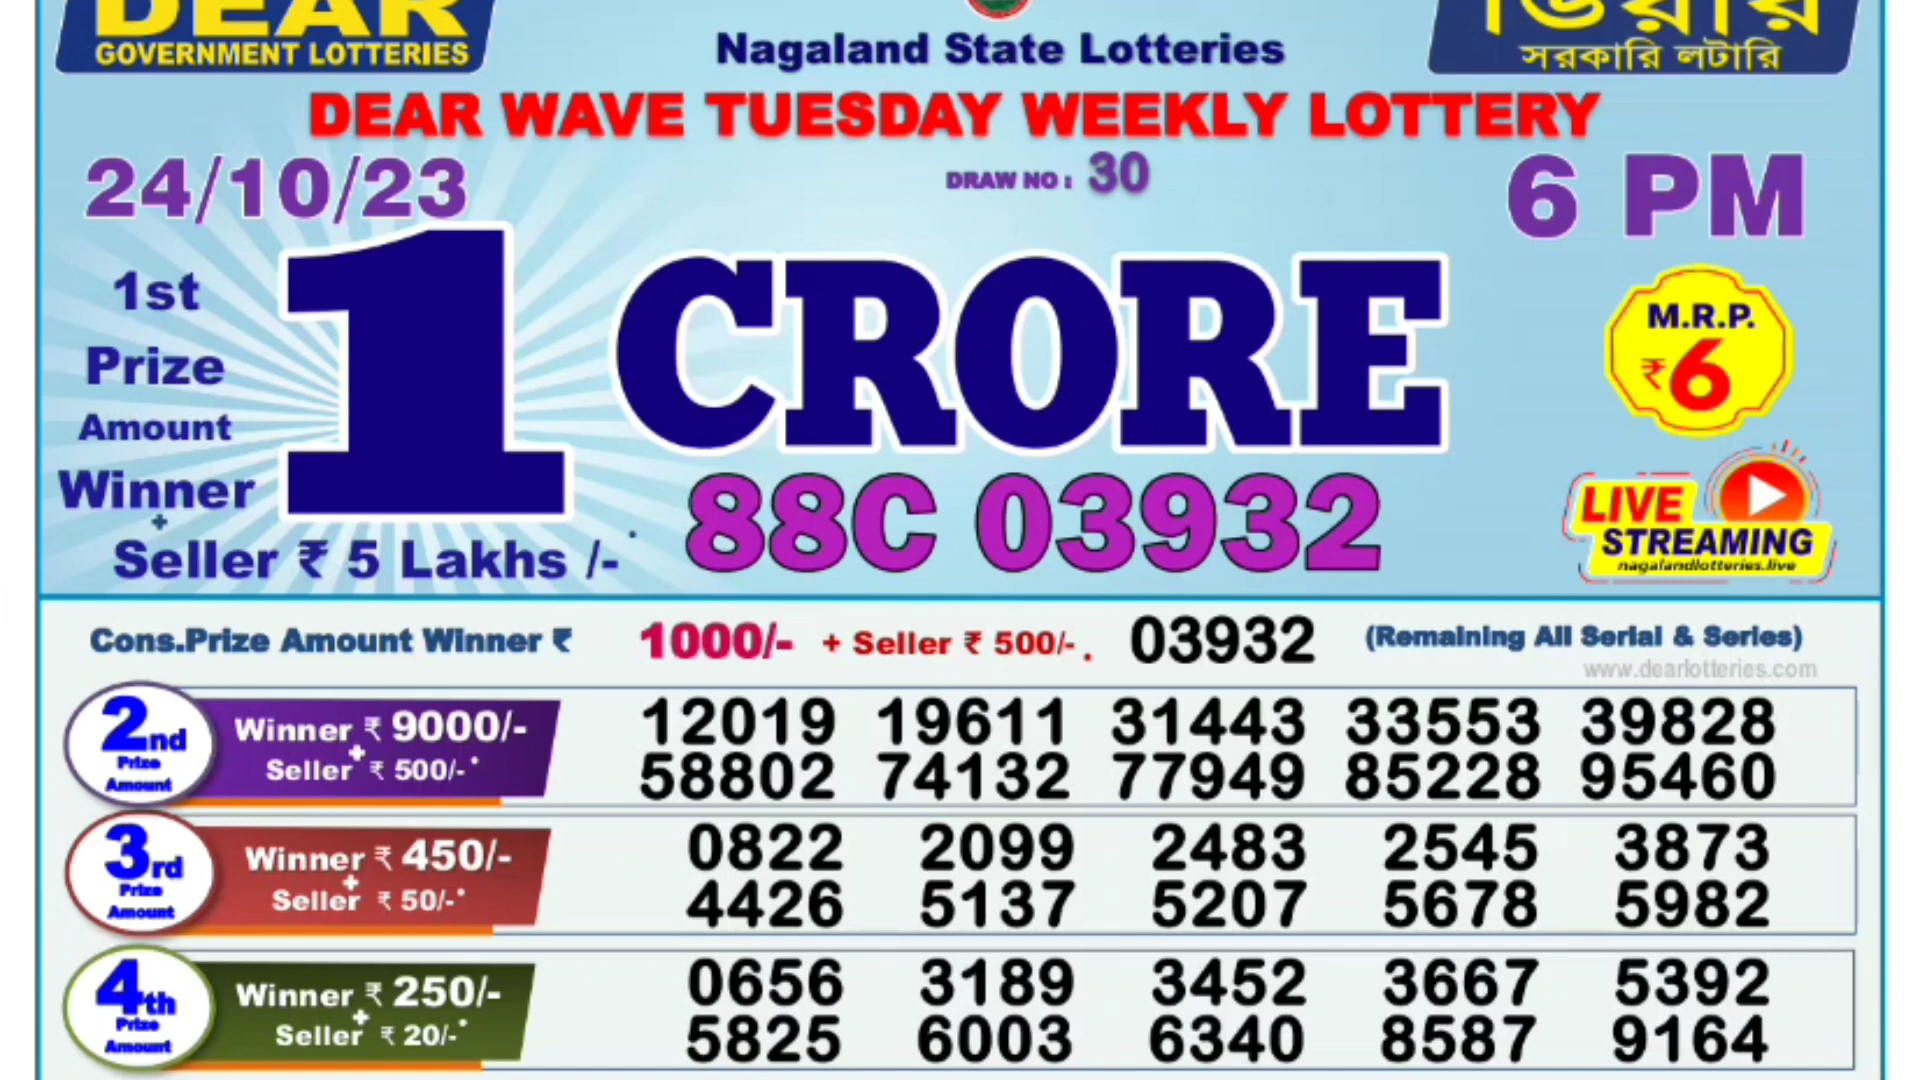 DEAR
GOVERNMENT LOTTERIES
Nagaland State Lotteries
ডিয়ার
সরকারি লটারি
DEAR WAVE TUESDAY WEEKLY LOTTERY
24/10/23
DRAW NO : 30
6 PM
1st
Prize
Amount
Winner
+
Seller ₹ 5 Lakhs /-
1 CRORE
88C 03932
M.R.P.
₹6
LIVE
STREAMING
nagalandlotteries.live
Cons.Prize Amount Winner ₹ 1000/- + Seller ₹ 500/- . 03932 (Remaining All Serial & Series)
www.dearlotteries.com
2nd
Prize
Amount
Winner ₹ 9000/-
+
Seller ₹ 500/-*
12019 19611 31443 33553 39828
58802 74132 77949 85228 95460
3rd
Prize
Amount
Winner ₹ 450/-
+
Seller ₹ 50/-*
0822 2099 2483 2545 3873
4426 5137 5207 5678 5982
4th
Prize
Amount
Winner ₹ 250/-
+
Seller ₹ 20/-*
0656 3189 3452 3667 5392
5825 6003 6340 8587 9164